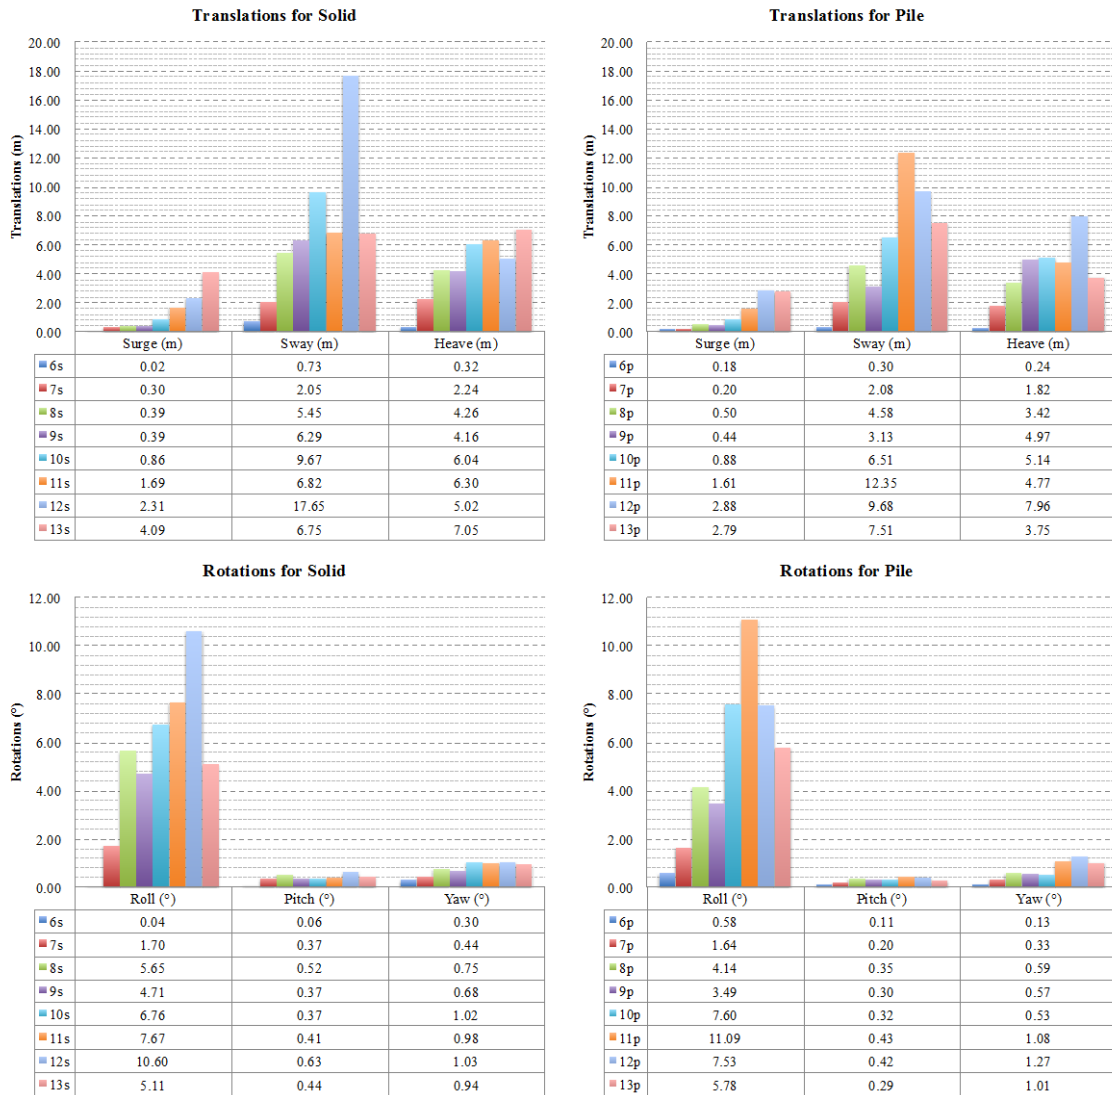 Translations for Solid
Translations (m)
20.00
18.00
16.00
14.00
12.00
10.00
8.00
6.00
4.00
2.00
0.00
Surge (m) Sway (m) Heave (m)
6s 0.02 0.73 0.32
7s 0.30 2.05 2.24
8s 0.39 5.45 4.26
9s 0.39 6.29 4.16
10s 0.86 9.67 6.04
11s 1.69 6.82 6.30
12s 2.31 17.65 5.02
13s 4.09 6.75 7.05
Translations for Pile
Translations (m)
20.00
18.00
16.00
14.00
12.00
10.00
8.00
6.00
4.00
2.00
0.00
Surge (m) Sway (m) Heave (m)
6p 0.18 0.30 0.24
7p 0.20 2.08 1.82
8p 0.50 4.58 3.42
9p 0.44 3.13 4.97
10p 0.88 6.51 5.14
11p 1.61 12.35 4.77
12p 2.88 9.68 7.96
13p 2.79 7.51 3.75
Rotations for Solid
Rotations (°)
12.00
10.00
8.00
6.00
4.00
2.00
0.00
Roll (°) Pitch (°) Yaw (°)
6s 0.04 0.06 0.30
7s 1.70 0.37 0.44
8s 5.65 0.52 0.75
9s 4.71 0.37 0.68
10s 6.76 0.37 1.02
11s 7.67 0.41 0.98
12s 10.60 0.63 1.03
13s 5.11 0.44 0.94
Rotations for Pile
Rotations (°)
12.00
10.00
8.00
6.00
4.00
2.00
0.00
Roll (°) Pitch (°) Yaw (°)
6p 0.58 0.11 0.13
7p 1.64 0.20 0.33
8p 4.14 0.35 0.59
9p 3.49 0.30 0.57
10p 7.60 0.32 0.53
11p 11.09 0.43 1.08
12p 7.53 0.42 1.27
13p 5.78 0.29 1.01